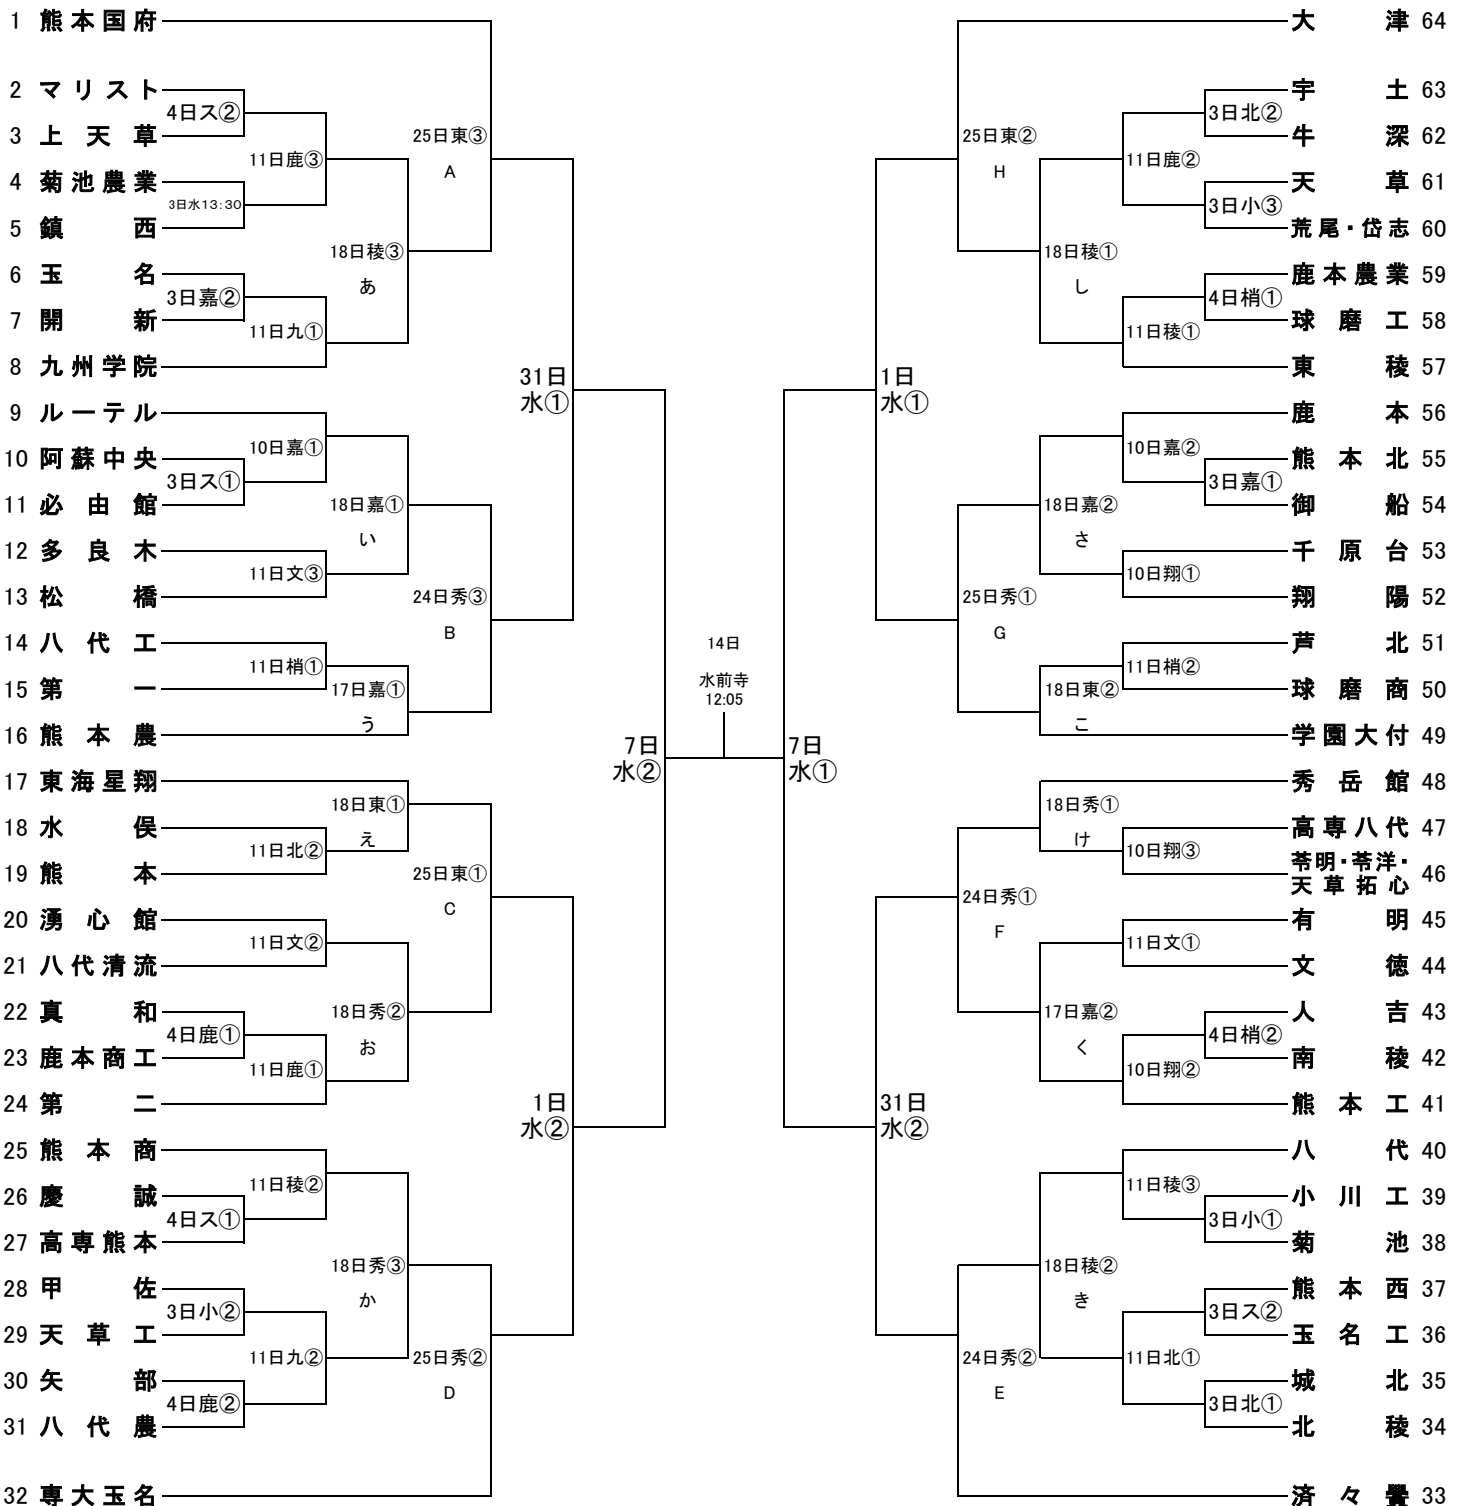 1 熊本国府
2 マリスト
4日ス②
3 上天草
11日鹿③
4 菊池農業
3日水13:30
5 鎮西
18日稜③
あ
6 玉名
3日嘉②
7 開新
11日九①
8 九州学院
25日東③
A
9 ルーテル
10日嘉①
10 阿蘇中央
3日ス①
11 必由館
18日嘉①
い
12 多良木
11日文③
13 松橋
24日秀③
B
14 八代工
11日梢①
15 第一
17日嘉①
う
16 熊本農
31日
水①
17 東海星翔
18日東①
え
18 水俣
11日北②
19 熊本
25日東①
C
20 湧心館
11日文②
21 八代清流
18日秀②
お
22 真和
4日鹿①
23 鹿本商工
11日鹿①
24 第二
1日
水②
25 熊本商
11日稜②
26 慶誠
4日ス①
27 高専熊本
18日秀③
か
28 甲佐
3日小②
29 天草工
11日九②
30 矢部
4日鹿②
31 八代農
25日秀②
D
32 専大玉名
7日
水②
14日
水前寺
12:05
7日
水①
大津 64
宇土 63
3日北②
牛深 62
11日鹿②
天草 61
3日小③
荒尾・岱志 60
18日稜①
し
鹿本農業 59
4日梢①
球磨工 58
11日稜①
東稜 57
25日東②
H
1日
水①
鹿本 56
10日嘉②
熊本北 55
3日嘉①
御船 54
18日嘉②
さ
千原台 53
10日翔①
翔陽 52
25日秀①
G
芦北 51
11日梢②
球磨商 50
18日東②
こ
学園大付 49
秀岳館 48
18日秀①
け
高専八代 47
10日翔③
苓明・苓洋・
天草拓心 46
24日秀①
F
有明 45
11日文①
文徳 44
17日嘉②
く
人吉 43
4日梢②
南稜 42
10日翔②
熊本工 41
31日
水②
八代 40
11日稜③
小川工 39
3日小①
菊池 38
18日稜②
き
熊本西 37
3日ス②
玉名工 36
11日北①
城北 35
3日北①
北稜 34
24日秀②
E
済々黌 33